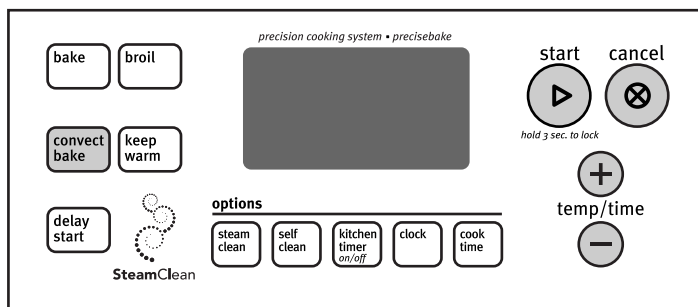 precision cooking system • precisebake
bake
broil
convect
bake
keep
warm
delay
start
SteamClean
options
steam
clean
self
clean
kitchen
timer
on/off
clock
cook
time
start
cancel
hold 3 sec. to lock
temp/time